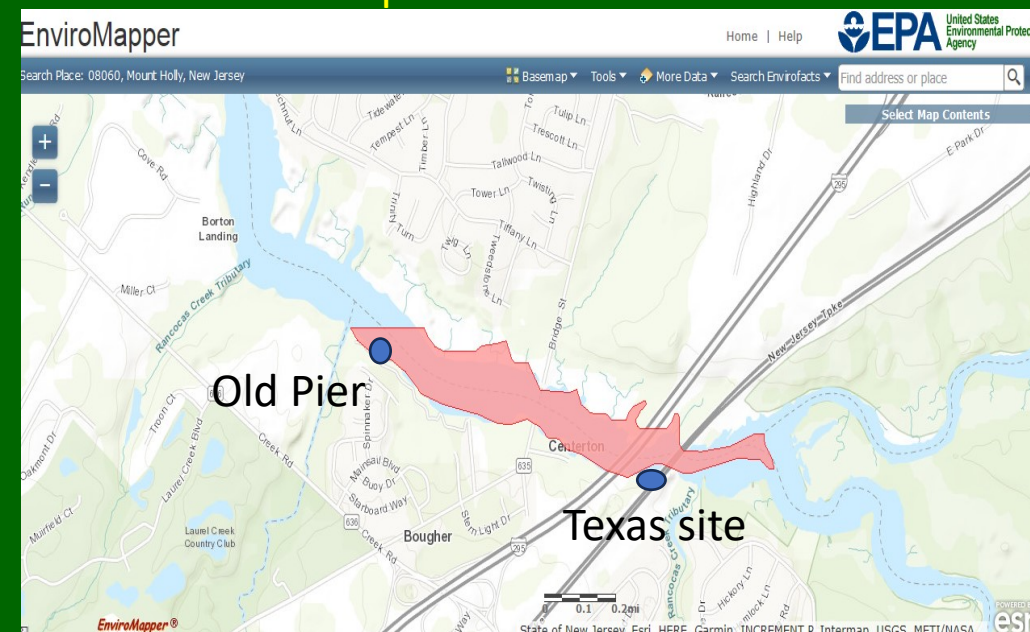 EnviroMapper
Home | Help
EPA
United States
Environmental Protec
Agency
Search Place: 08060, Mount Holly, New Jersey
Basemap
Tools
More Data
Search Envirofacts
Find address or place
Select Map Contents
+
−
Cove Rd
Tidewater
Tempest Ln
Timber Ln
Tulip Ln
Trescott Ln
Tallwood Ln
Tower Ln
Twisting Ln
Tiffany Ln
Trinity Turn
Twig Ln
Tweedstone Ln
Highland Dr
E Park Dr
295
Borton
Landing
Rancocas Creek Tributary
Miller Ct
Bridge St
New Jersey Tpke
Old Pier
Spinnaker Dr
Troon Ct
Laurel Creek Blvd
Creek Rd
Oakmont Dr
Muirfield Ct
Centerton
635
Mainsail Blvd
Buoy Dr
Starboard Way
Stern Light Dr
636
Creek Rd
Bougher
295
Laurel Creek
Country Club
Texas site
Rancocas Creek Tributary
Hickory Ln
0 0.1 0.2mi
EnviroMapper®
State of New Jersey, Esri, HERE, Garmin, INCREMENT P, Intermap, USGS, METI/NASA
POWERED BY
esri